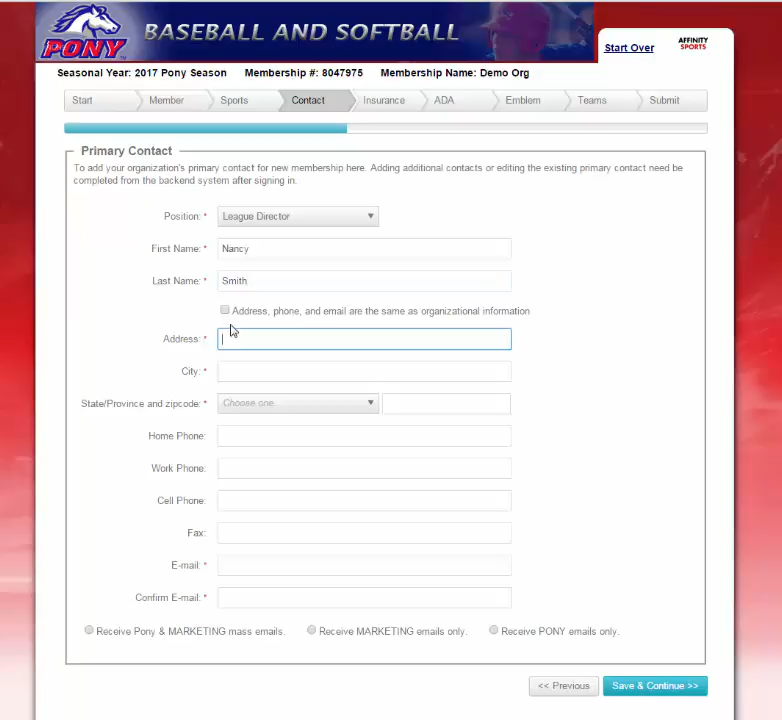 PONY
BASEBALL AND SOFTBALL
Start Over
AFFINITY
SPORTS
Seasonal Year: 2017 Pony Season Membership #: 8047975 Membership Name: Demo Org
Start Member Sports Contact Insurance ADA Emblem Teams Submit
Primary Contact
To add your organization's primary contact for new membership here. Adding additional contacts or editing the existing primary contact need be
completed from the backend system after signing in.
Position: * League Director
First Name: * Nancy
Last Name: * Smith
Address, phone, and email are the same as organizational information
Address: *
City: *
State/Province and zipcode: * Choose one.
Home Phone:
Work Phone:
Cell Phone:
Fax:
E-mail: *
Confirm E-mail: *
Receive Pony & MARKETING mass emails. Receive MARKETING emails only. Receive PONY emails only.
<< Previous Save & Continue >>